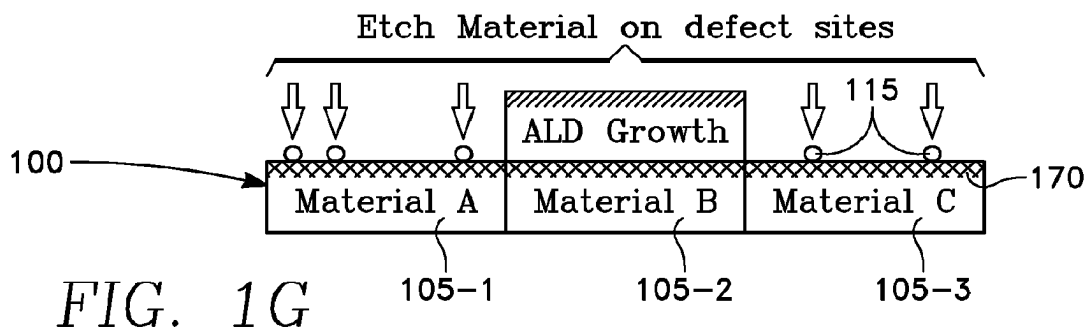 Etch Material on defect sites
115
ALD Growth
100
170
Material A
Material B
Material C
105-1
105-2
105-3
FIG. 1G